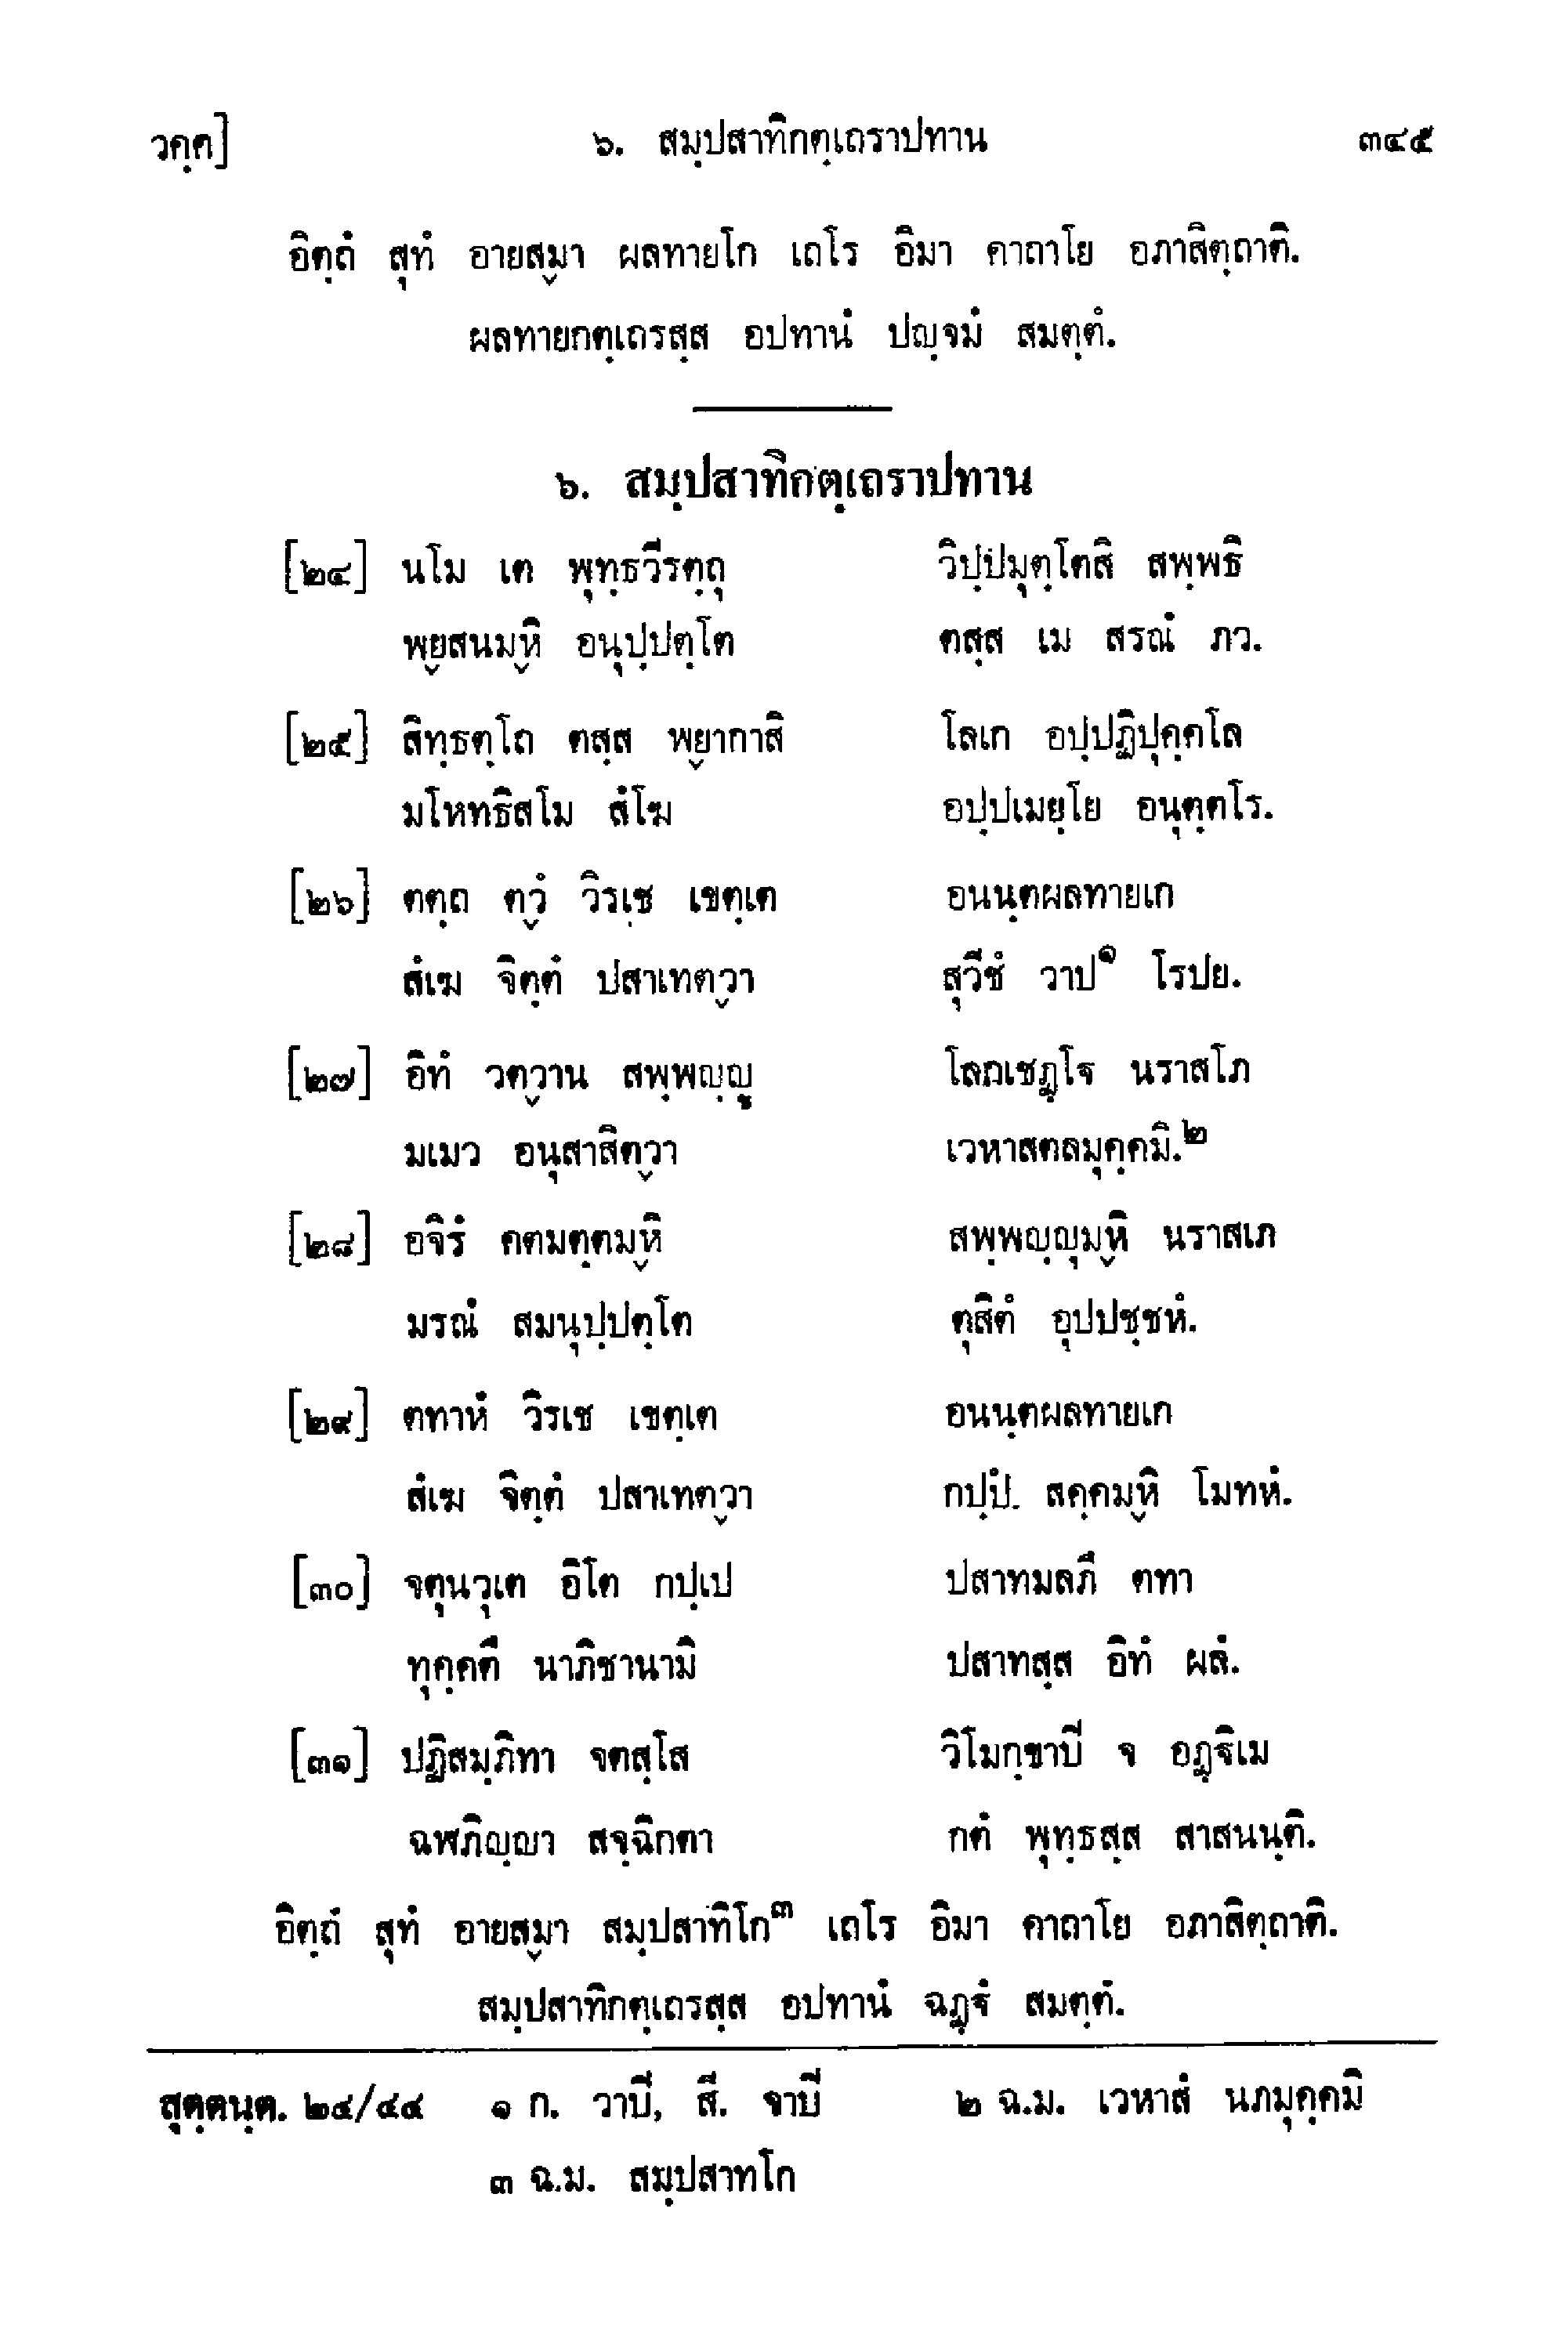 วคฺค]	๖. สมฺปสาทิกตฺเถราปทาน	๓๔๕
อิตฺถํ สุทํ อายสฺมา ผลทายโก เถโร อิมา คาถาโย อภาสิตฺถาติ.
ผลทายกตฺเถรสฺส อปทานํ ปญฺจมํ สมตฺตํ.
๖. สมฺปสาทิกตฺเถราปทาน
[๒๔] นโม เต พุทฺธวีรตฺถุ	วิปฺปมุตฺโตสิ สพฺพธิ
พฺยสนมฺหิ อนุปฺปตฺโต	ตสฺส เม สรณํ ภว.
[๒๕] สิทฺธตฺโถ ตสฺส พฺยากาสิ	โลเก อปฺปฏิปุคฺคโล
มโหทธิสโม สํโฆ	อปฺปเมยฺโย อนุตฺตโร.
[๒๖] ตตฺถ ตฺวํ วิรเช เขตฺเต	อนนฺตผลทายเก
สํเฆ จิตฺตํ ปสาเทตฺวา	สุวีชํ วาป๑ โรปย.
[๒๗] อิทํ วตฺวาน สพฺพญฺญู	โลกเชฏฺโฐ นราสโภ
มเมว อนุสาสิตฺวา	เวหาสตลมุคฺคมิ.๒
[๒๘] อจิรํ คตมตฺตมฺหิ	สพฺพญฺญุมฺหิ นราสเภ
มรณํ สมนุปฺปตฺโต	ตุสิตํ อุปปชฺชหํ.
[๒๙] ตทาหํ วิรเช เขตฺเต	อนนฺตผลทายเก
สํเฆ จิตฺตํ ปสาเทตฺวา	กปฺปํ สคฺคมฺหิ โมทหํ.
[๓๐] จตุนวุเต อิโต กปฺเป	ปสาทมลภึ ตทา
ทุคฺคตึ นาภิชานามิ	ปสาทสฺส อิทํ ผลํ.
[๓๑] ปฏิสมฺภิทา จตสฺโส	วิโมกฺขาปิ จ อฏฺฐิเม
ฉฬภิญฺญา สจฺฉิกตา	กตํ พุทฺธสฺส สาสนนฺติ.
อิตฺถํ สุทํ อายสฺมา สมฺปสาทิโก๓ เถโร อิมา คาถาโย อภาสิตฺถาติ.
สมฺปสาทิกตฺเถรสฺส อปทานํ ฉฏฺฐํ สมตฺตํ.
สุตฺตนฺต. ๒๔/๔๔	๑ ก. วาปี, สี. จาปี	๒ ฉ.ม. เวหาสํ นภมุคฺคมิ
๓ ฉ.ม. สมฺปสาทโก